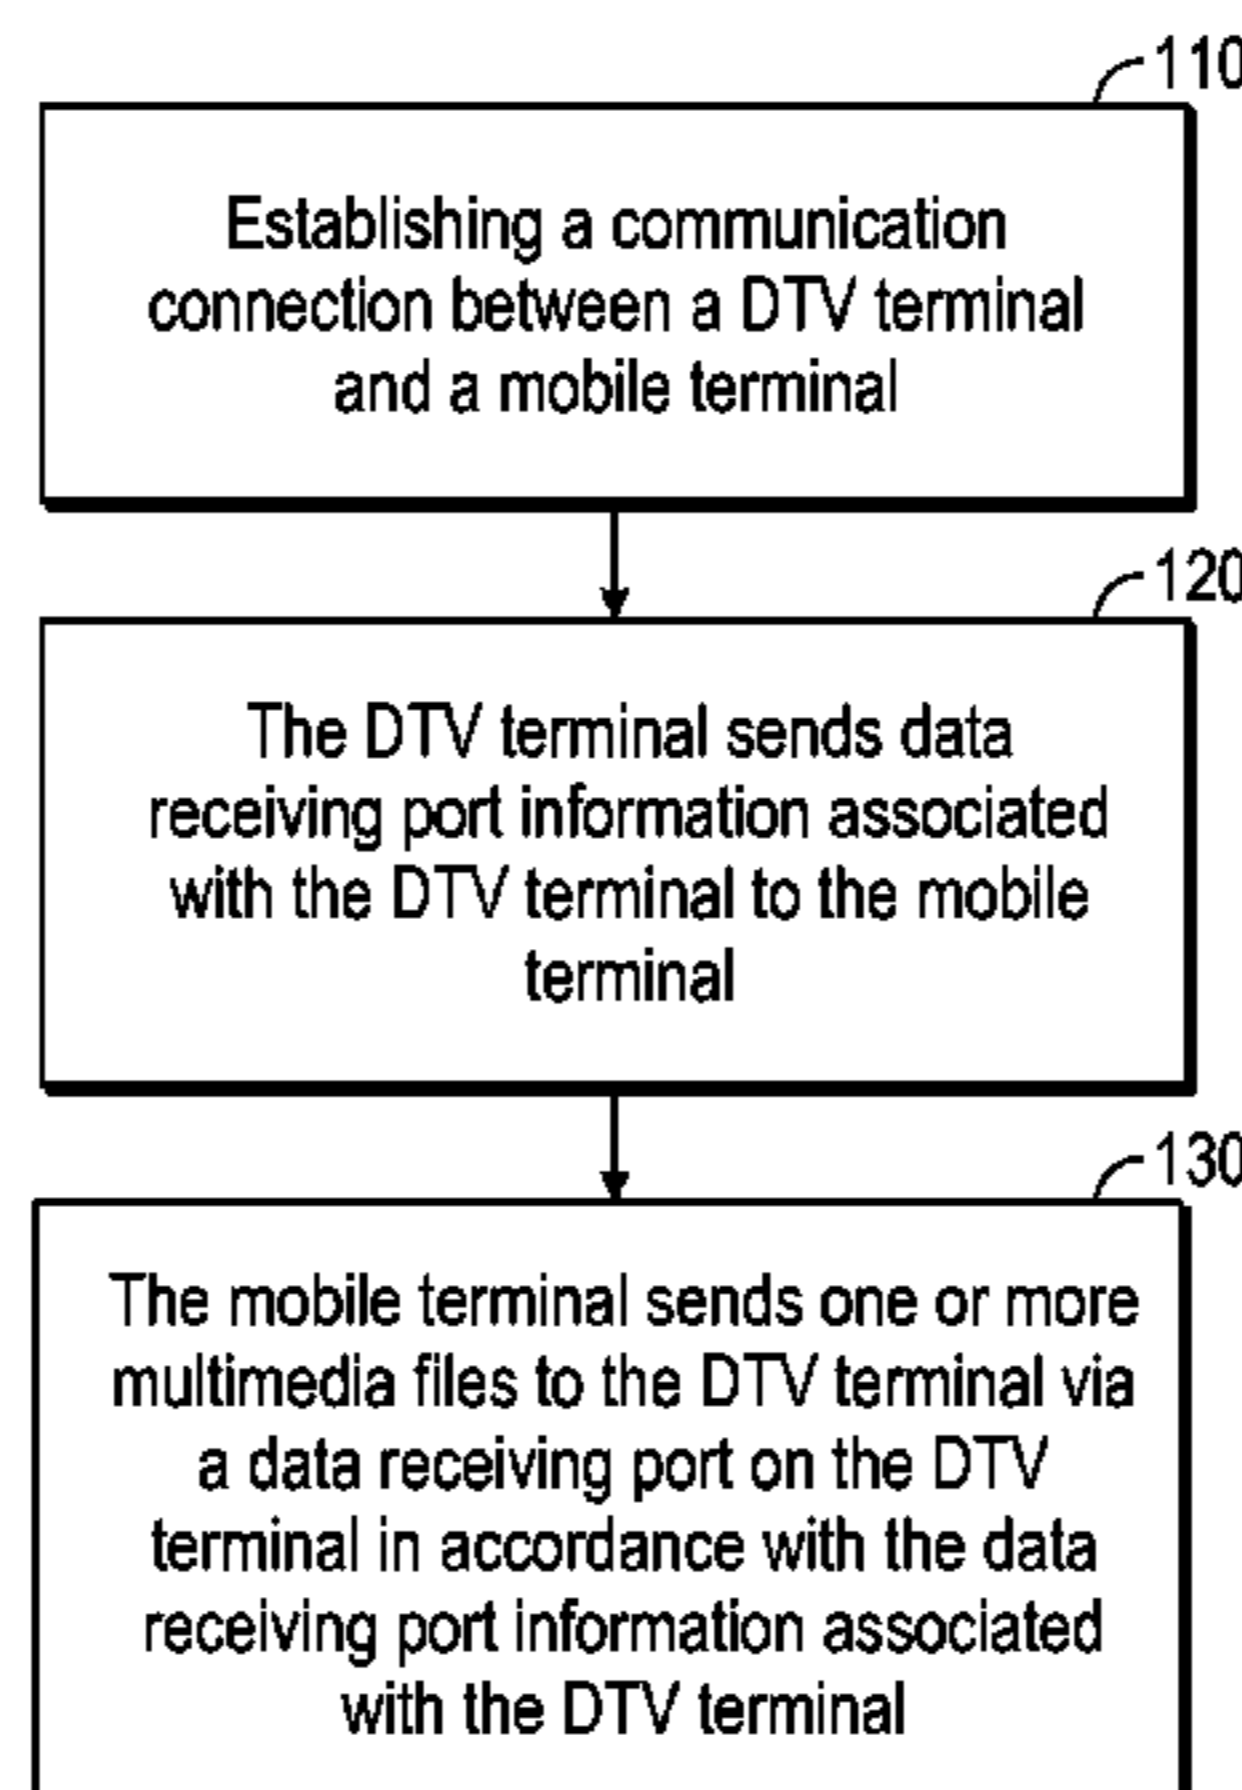 110
Establishing a communication
connection between a DTV terminal
and a mobile terminal
120
The DTV terminal sends data
receiving port information associated
with the DTV terminal to the mobile
terminal
130
The mobile terminal sends one or more
multimedia files to the DTV terminal via
a data receiving port on the DTV
terminal in accordance with the data
receiving port information associated
with the DTV terminal